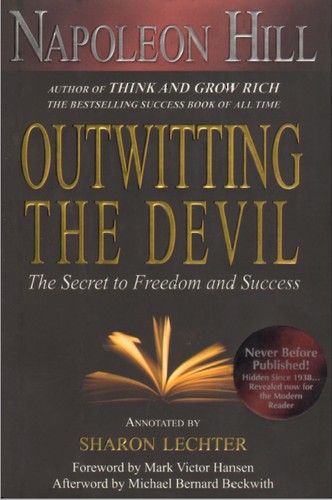 NAPOLEON HILL
AUTHOR OF THINK AND GROW RICH
THE BESTSELLING SUCCESS BOOK OF ALL TIME
OUTWITTING
THE DEVIL
The Secret to Freedom and Success
Never Before
Published!
Hidden Since 1938...
Revealed now for
the Modern
Reader
ANNOTATED BY
SHARON LECHTER
Foreword by Mark Victor Hansen
Afterword by Michael Bernard Beckwith